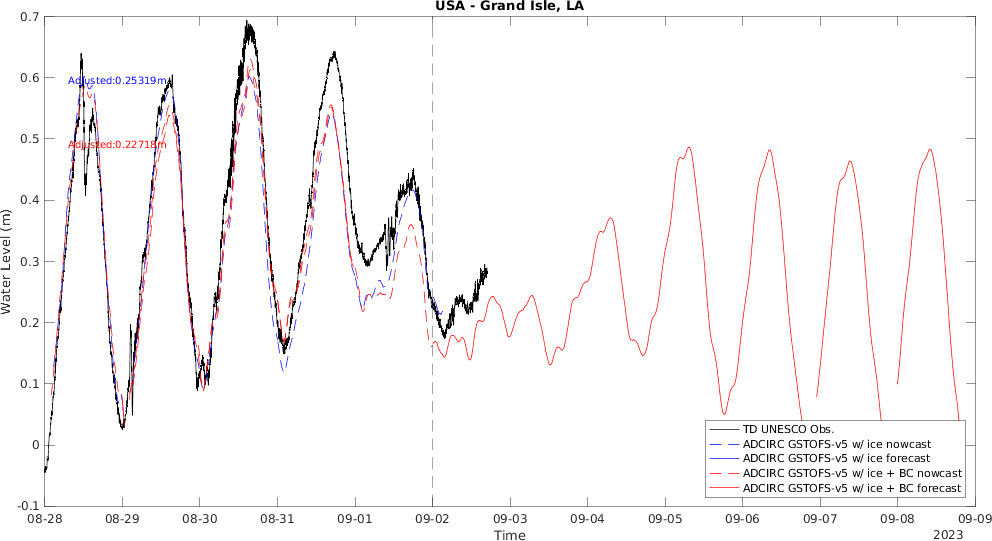 USA - Grand Isle, LA
0.7
0.6
0.5
0.4
0.3
0.2
0.1
0
-0.1
Water Level (m)
Adjusted:0.25319m
Adjusted:0.22718m
TD UNESCO Obs.
ADCIRC GSTOFS-v5 w/ ice nowcast
ADCIRC GSTOFS-v5 w/ ice forecast
ADCIRC GSTOFS-v5 w/ ice + BC nowcast
ADCIRC GSTOFS-v5 w/ ice + BC forecast
08-28 08-29 08-30 08-31 09-01 09-02 09-03 09-04 09-05 09-06 09-07 09-08 09-09
Time
2023